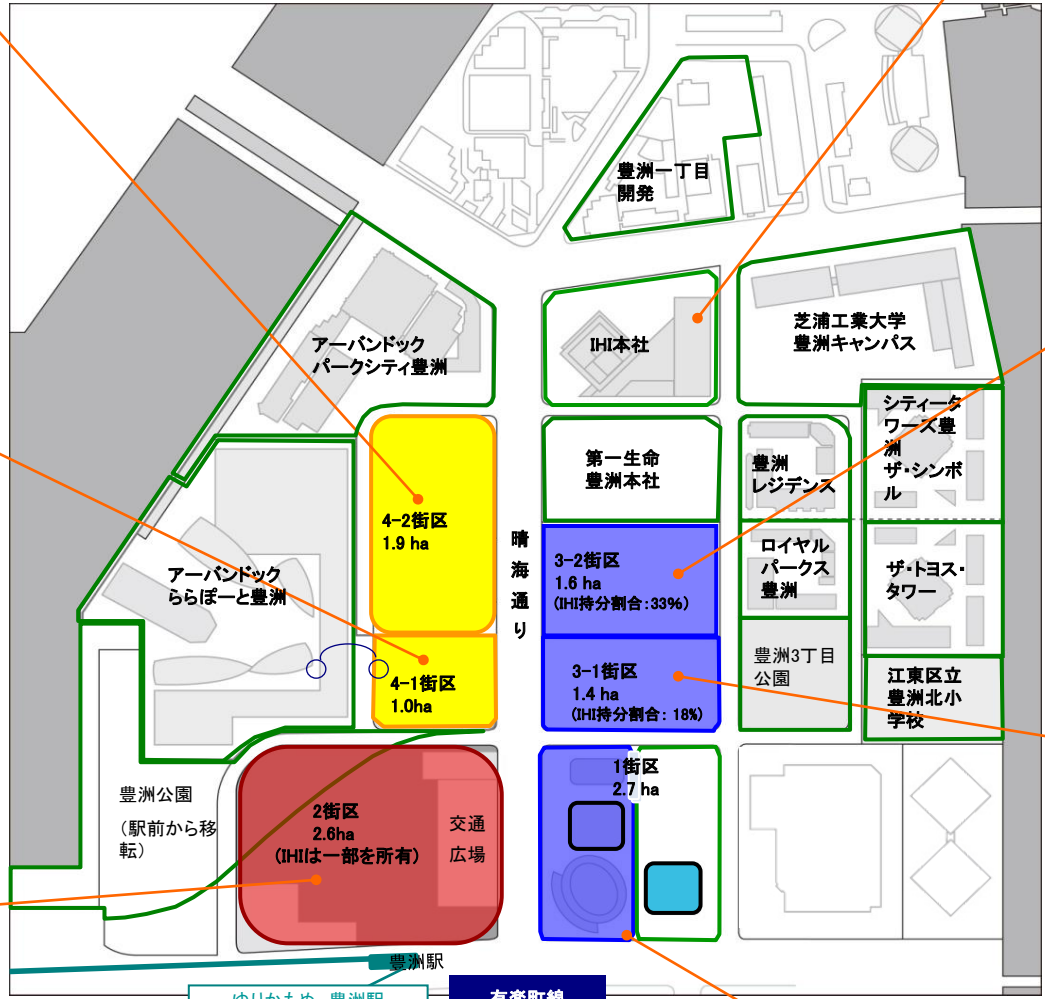 豊洲一丁目
開発
アーバンドック
パークシティ豊洲
IHI本社
芝浦工業大学
豊洲キャンパス
シティータ
ワーズ豊
洲
ザ・シンボ
ル
第一生命
豊洲本社
豊洲
レジデンス
4-2街区
1.9 ha
晴海通り
3-2街区
1.6 ha
(IHI持分割合:33%)
ロイヤル
パークス
豊洲
ザ・トヨス・
タワー
アーバンドック
ららぽーと豊洲
4-1街区
1.0ha
3-1街区
1.4 ha
(IHI持分割合: 18%)
豊洲3丁目
公園
江東区立
豊洲北小
学校
豊洲公園
(駅前から移
転)
2街区
2.6ha
(IHIは一部を所有)
交通
広場
1街区
2.7 ha
豊洲駅
ゆりかもめ 豊洲駅
有楽町線